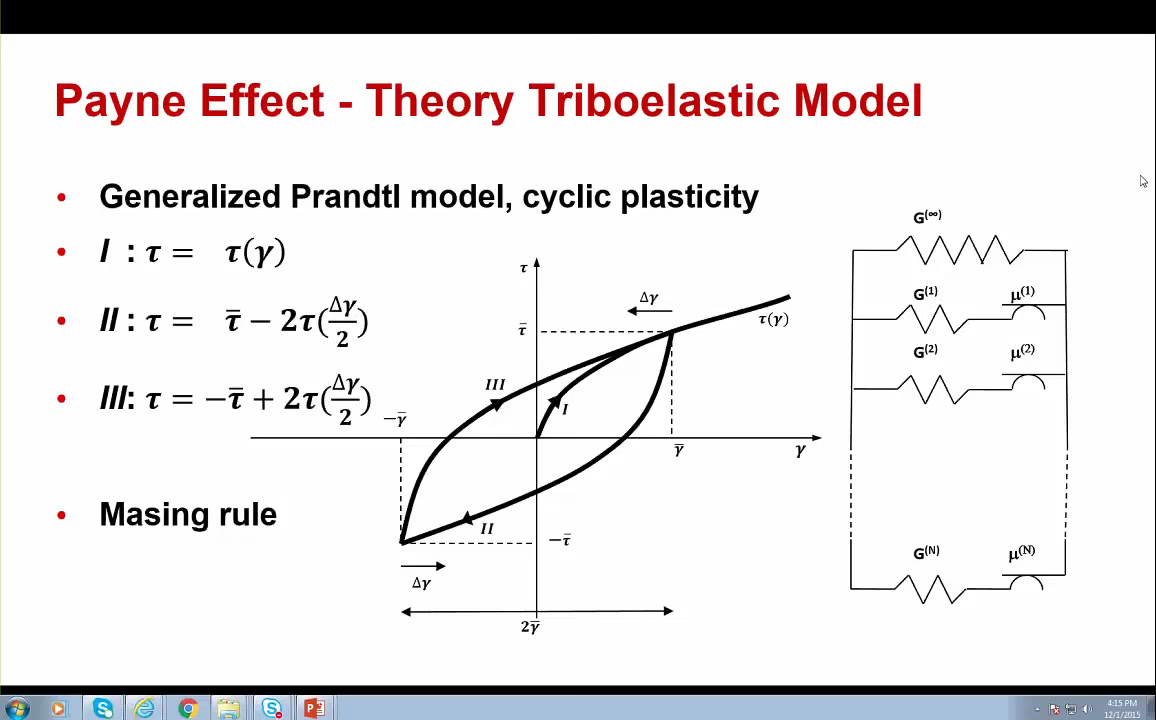 Payne Effect - Theory Triboelastic Model
• Generalized Prandtl model, cyclic plasticity
• I : τ = τ(γ)
• II : τ = τ̄ − 2τ(Δγ/2)
• III: τ = −τ̄ + 2τ(Δγ/2)
• Masing rule
τ
Δγ
τ̄
τ(γ)
III
I
−γ̄
γ̄
γ
II
−τ̄
Δγ
2γ̄
G(∞)
G(1) μ(1)
G(2) μ(2)
G(N) μ(N)
4:15 PM
12/1/2015